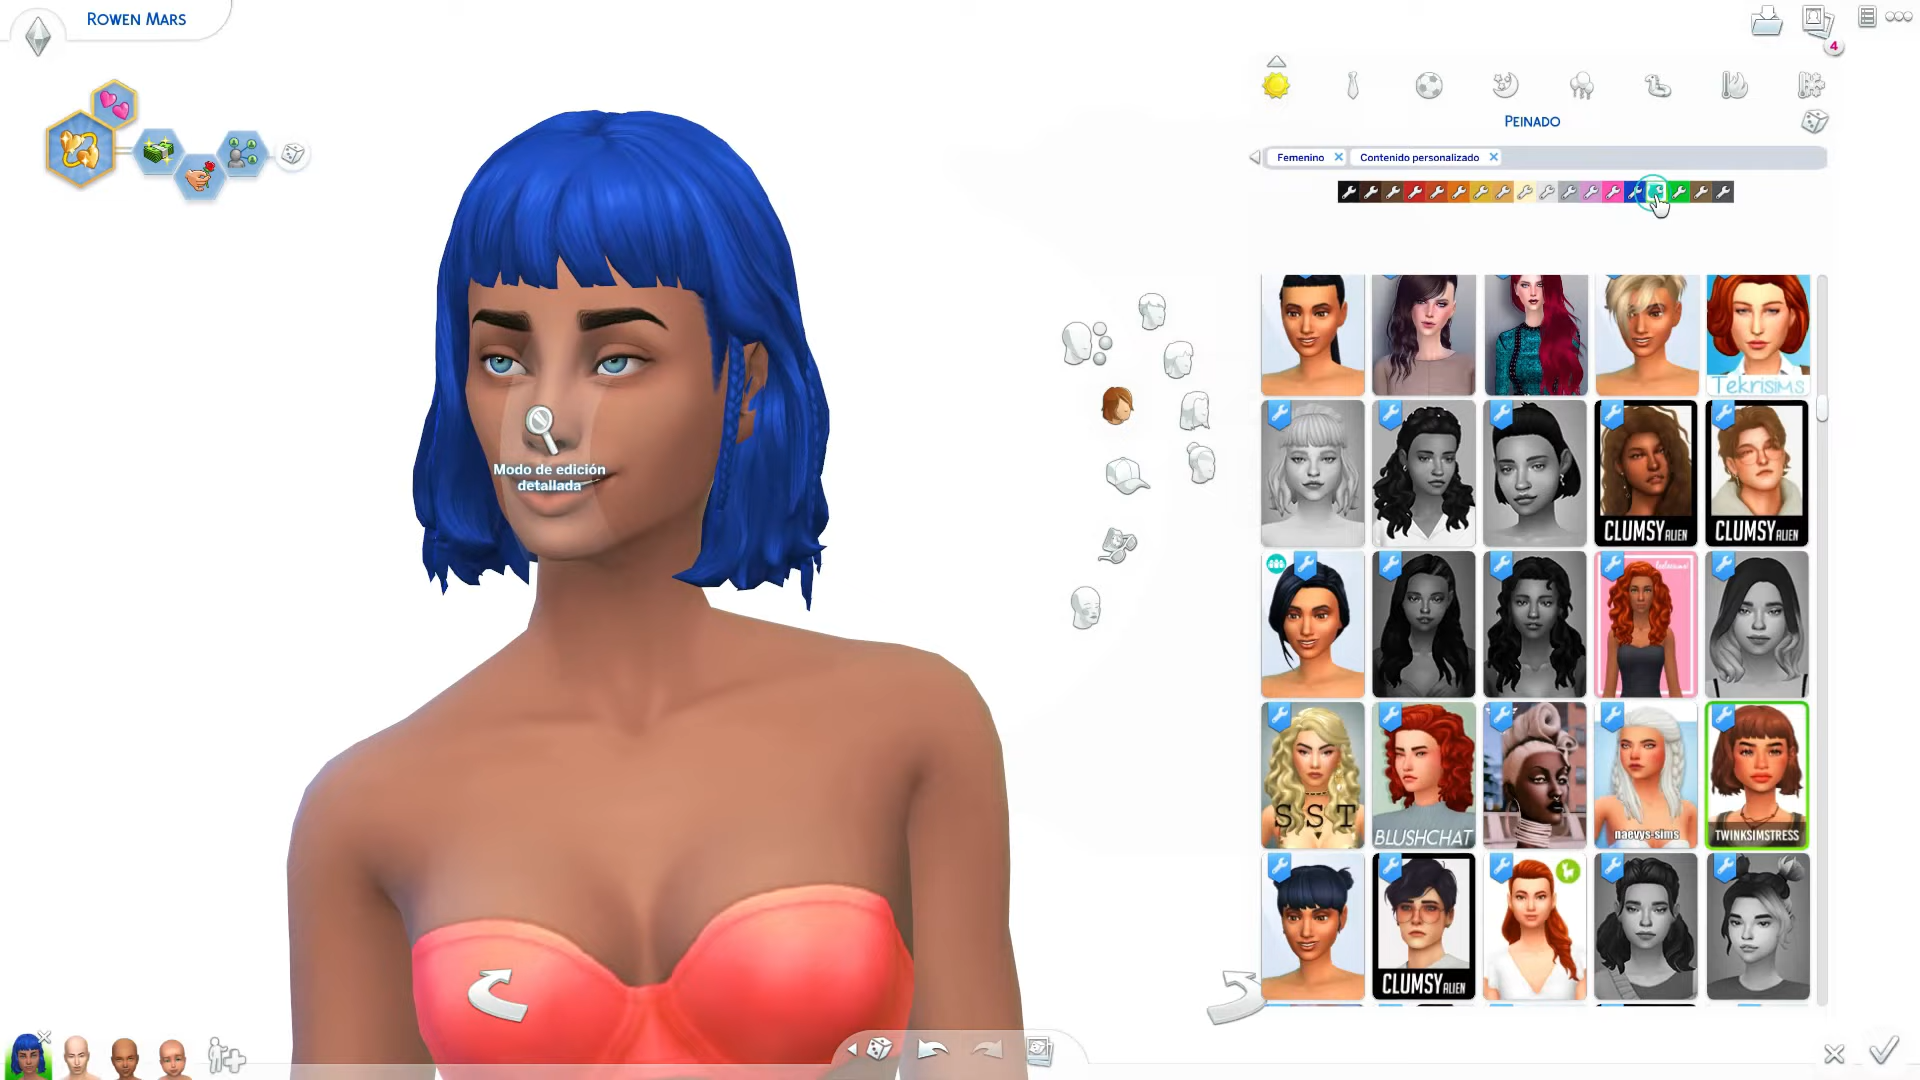 ROWEN MARS
4
PEINADO
Femenino
Contenido personalizado
Modo de edición
detallada
Tekrisims
CLUMSY ALIEN
CLUMSY ALIEN
SST
BLUSHCHAT
naevys-sims
TWINKSIMSTRESS
CLUMSY ALIEN